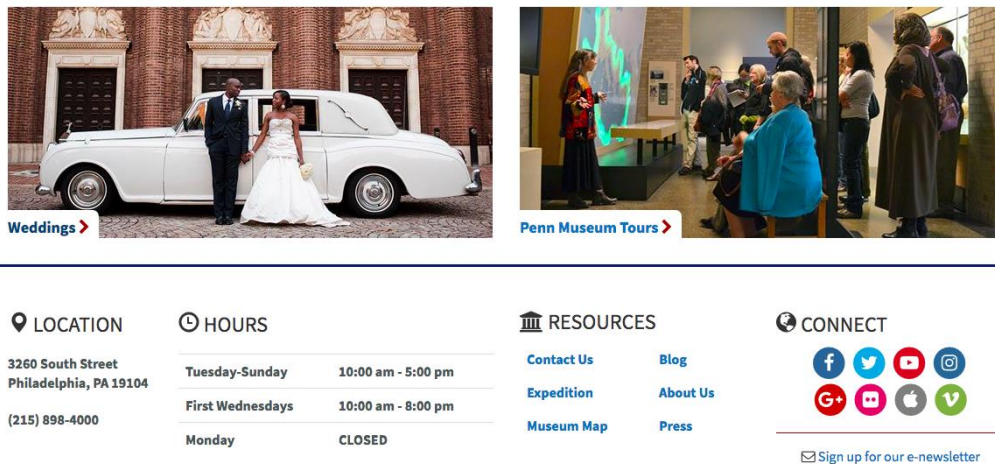 Weddings
Penn Museum Tours
LOCATION
3260 South Street
Philadelphia, PA 19104
(215) 898-4000
HOURS
Tuesday-Sunday 10:00 am - 5:00 pm
First Wednesdays 10:00 am - 8:00 pm
Monday CLOSED
RESOURCES
Contact Us Blog
Expedition About Us
Museum Map Press
CONNECT
G+
Sign up for our e-newsletter